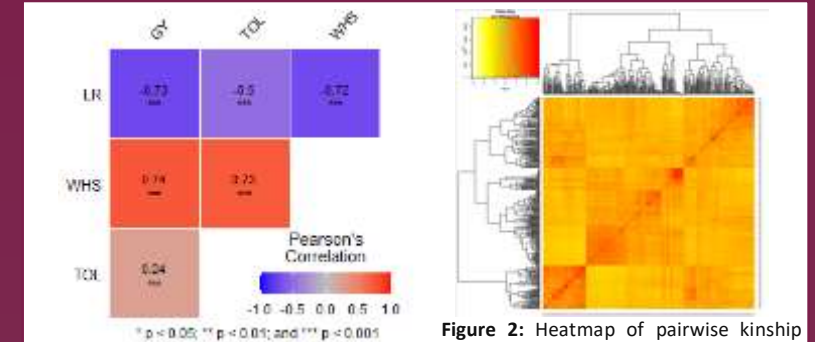 GY TOL WHS
LR -0.73 -0.5 -0.72
*** *** ***
WHS 0.74 0.73
*** ***
TOL 0.24
***
Pearson's
Correlation
-1.0 -0.5 0.0 0.5 1.0
* p < 0.05; ** p < 0.01; and *** p < 0.001
Figure 2: Heatmap of pairwise kinship